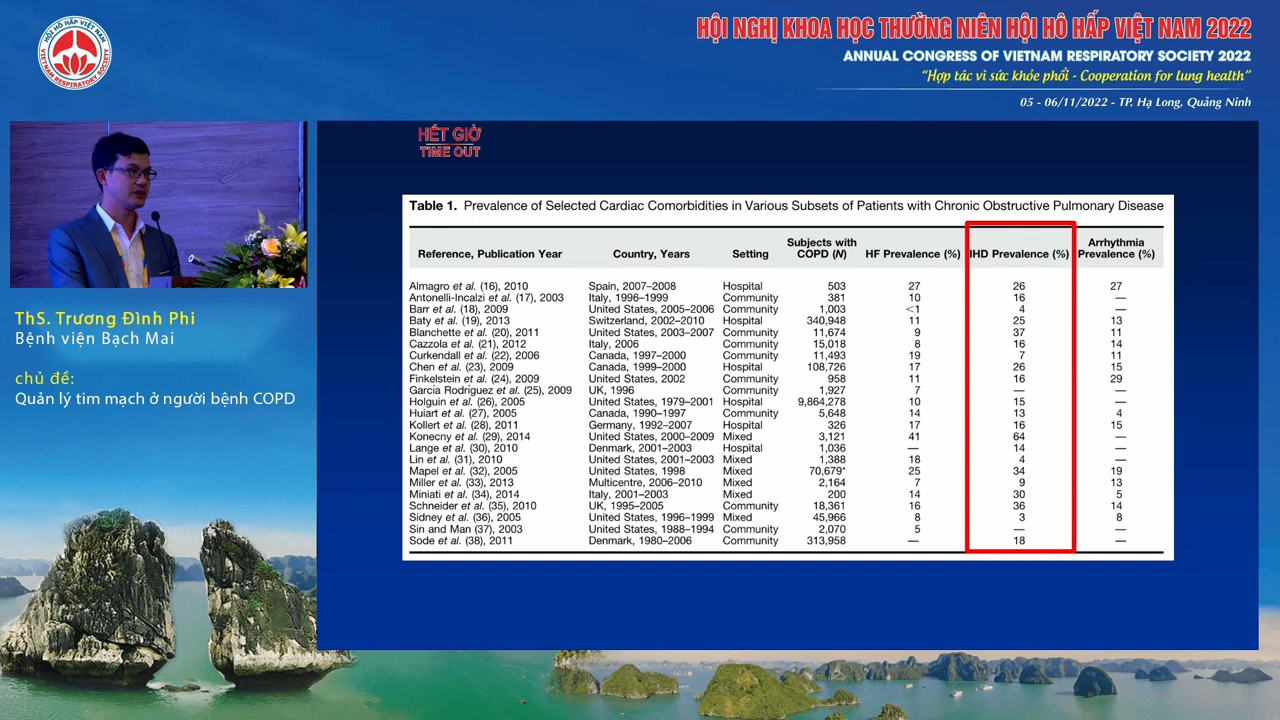 HỘI HÔ HẤP VIỆT NAM
VIETNAM RESPIRATORY SOCIETY
HỘI NGHỊ KHOA HỌC THƯỜNG NIÊN HỘI HÔ HẤP VIỆT NAM 2022
ANNUAL CONGRESS OF VIETNAM RESPIRATORY SOCIETY 2022
“Hợp tác vì sức khỏe phổi - Cooperation for lung health”
05 - 06/11/2022 - TP. Hạ Long, Quảng Ninh
ThS. Trương Đình Phi
Bệnh viện Bạch Mai
chủ đề:
Quản lý tim mạch ở người bệnh COPD
HẾT GIỜ
TIME OUT
Table 1. Prevalence of Selected Cardiac Comorbidities in Various Subsets of Patients with Chronic Obstructive Pulmonary Disease
Reference, Publication Year Country, Years Setting Subjects with COPD (N) HF Prevalence (%) IHD Prevalence (%) Arrhythmia Prevalence (%)
Almagro et al. (16), 2010 Spain, 2007–2008 Hospital 503 27 26 27
Antonelli-Incalzi et al. (17), 2003 Italy, 1996–1999 Community 381 10 16 —
Barr et al. (18), 2009 United States, 2005–2006 Community 1,003 <1 4 —
Baty et al. (19), 2013 Switzerland, 2002–2010 Hospital 340,948 11 25 13
Blanchette et al. (20), 2011 United States, 2003–2007 Community 11,674 9 37 11
Cazzola et al. (21), 2012 Italy, 2006 Community 15,018 8 16 14
Curkendall et al. (22), 2006 Canada, 1997–2000 Community 11,493 19 7 11
Chen et al. (23), 2009 Canada, 1999–2000 Hospital 108,726 10 26 15
Finkelstein et al. (24), 2009 United States, 2002 Community 958 11 16 29
García Rodríguez et al. (25), 2009 UK, 1996 Community 1,927 7 — —
Holguin et al. (26), 2005 United States, 1979–2001 Hospital 9,864,278 10 15 —
Huiart et al. (27), 2005 Canada, 1990–1997 Community 5,648 14 13 4
Kollert et al. (28), 2011 Germany, 1992–2007 Hospital 326 17 16 15
Konecny et al. (29), 2014 United States, 2000–2009 Mixed 3,121 41 64 —
Lange et al. (30), 2010 Denmark, 2001–2003 Hospital 1,036 — 14 —
Lin et al. (31), 2010 United States, 2001–2003 Mixed 1,388 18 4 —
Mapel et al. (32), 2005 United States, 1998 Mixed 70,679* 25 34 19
Miller et al. (33), 2013 Multicentre, 2006–2010 Mixed 2,164 7 9 13
Miniati et al. (34), 2014 Italy, 2001–2003 Mixed 200 14 30 5
Schneider et al. (35), 2010 UK, 1995–2005 Community 18,361 16 36 14
Sidney et al. (36), 2005 United States, 1996–1999 Mixed 45,966 8 3 8
Sin and Man (37), 2003 United States, 1988–1994 Community 2,070 5 — —
Sode et al. (38), 2011 Denmark, 1980–2006 Community 313,958 — 18 —